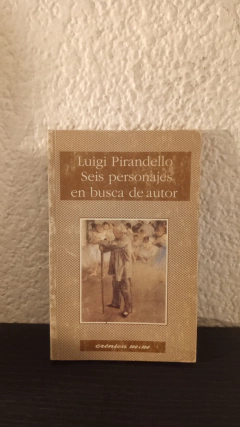 Luigi Pirandello
Seis personajes
en busca de autor